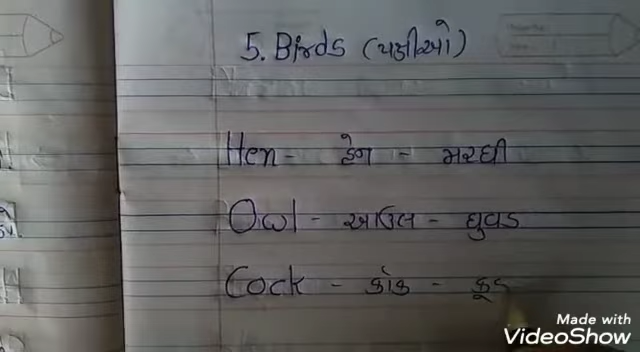 5. Birds (પક્ષીઓ)
Hen - હેન - મરઘી
Owl - આઉલ - ઘુવડ
Cock - કૉક - કૂ
Made with
VideoShow